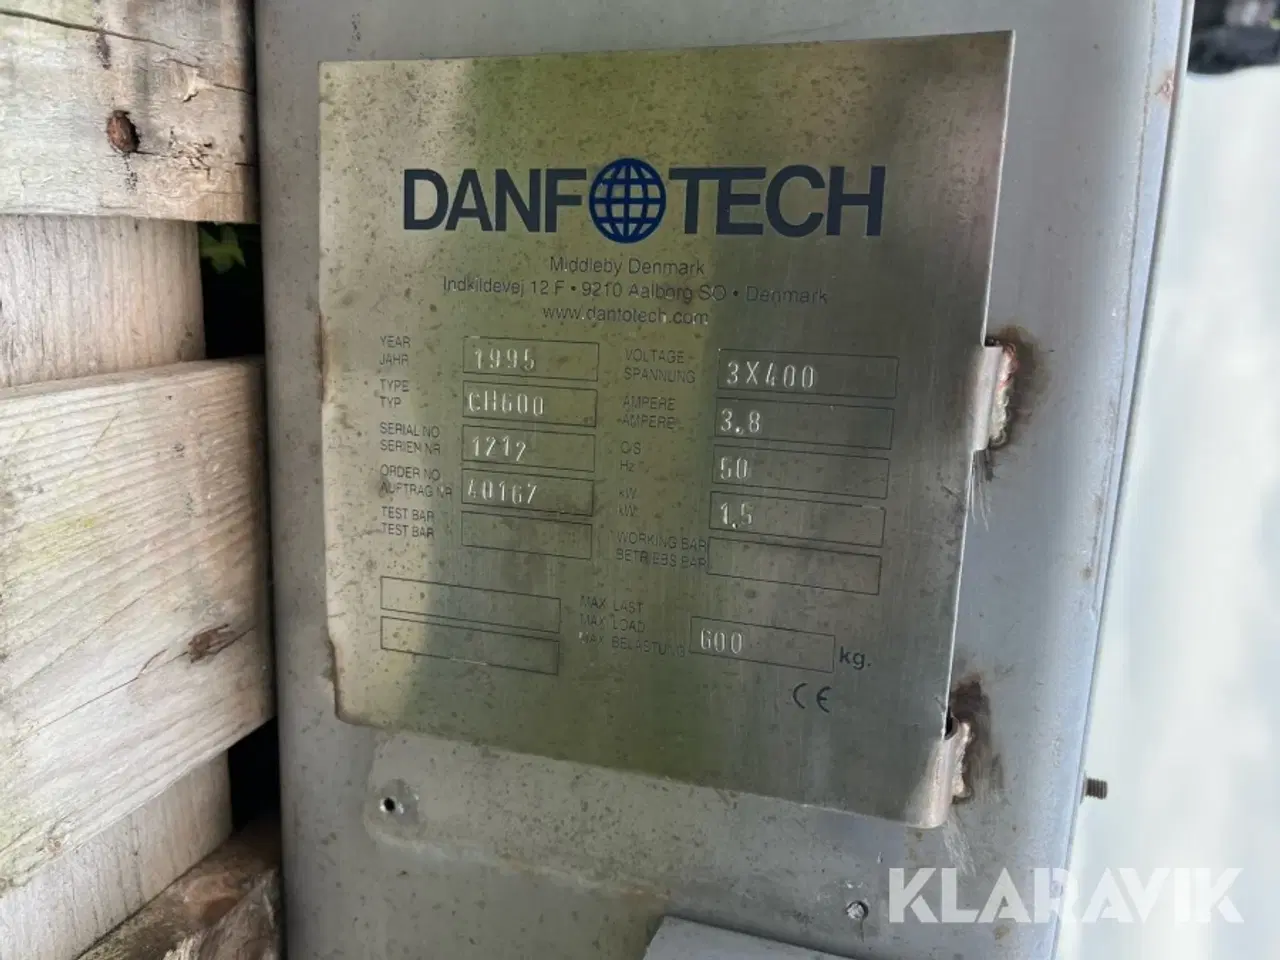 DANFOTECH
Middleby Denmark
Indkildevej 12 F • 9210 Aalborg SO • Denmark
www.danfotech.com
YEAR
JAHR
1995
VOLTAGE
SPANNUNG
3X400
TYPE
TYP
CH600
AMPERE
AMPERE
3.8
SERIAL NO
SERIEN NR
1212
C/S
Hz
50
ORDER NO
AUFTRAG NR
40167
kW
kW
1.5
TEST BAR
TEST BAR
WORKING BAR
BETRIEBS BAR
MAX LAST
MAX LOAD
MAX BELASTUNG
600
kg.
CE
KLARAVIK